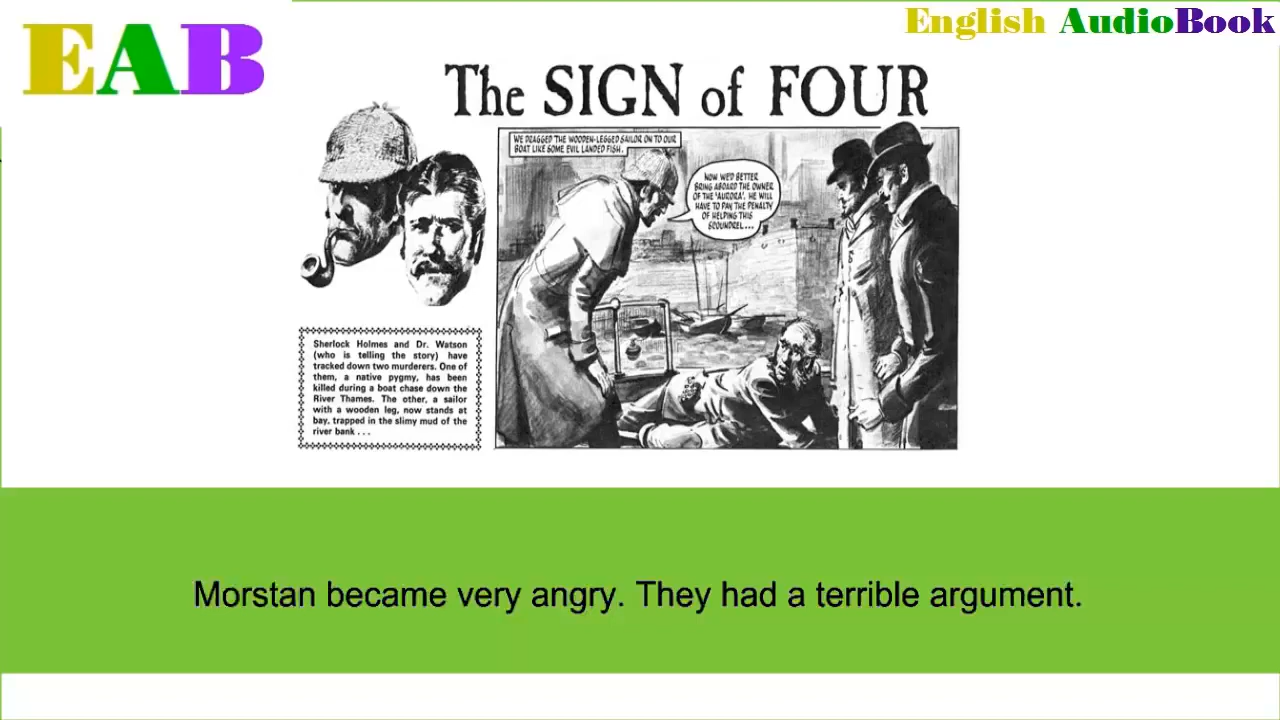 EAB
English AudioBook
The SIGN of FOUR
WE DRAGGED THE WOODEN-LEGGED SAILOR ON TO OUR
BOAT LIKE SOME EVIL LANDED FISH.
NOW WE'D BETTER
BRING ABOARD THE OWNER
OF THE 'AURORA'. HE WILL
HAVE TO PAY THE PENALTY
OF HELPING THIS
SCOUNDREL...
Sherlock Holmes and Dr. Watson
(who is telling the story) have
tracked down two murderers. One of
them, a native pygmy, has been
killed during a boat chase down the
River Thames. The other, a sailor
with a wooden leg, now stands at
bay, trapped in the slimy mud of the
river bank . . .
Morstan became very angry. They had a terrible argument.